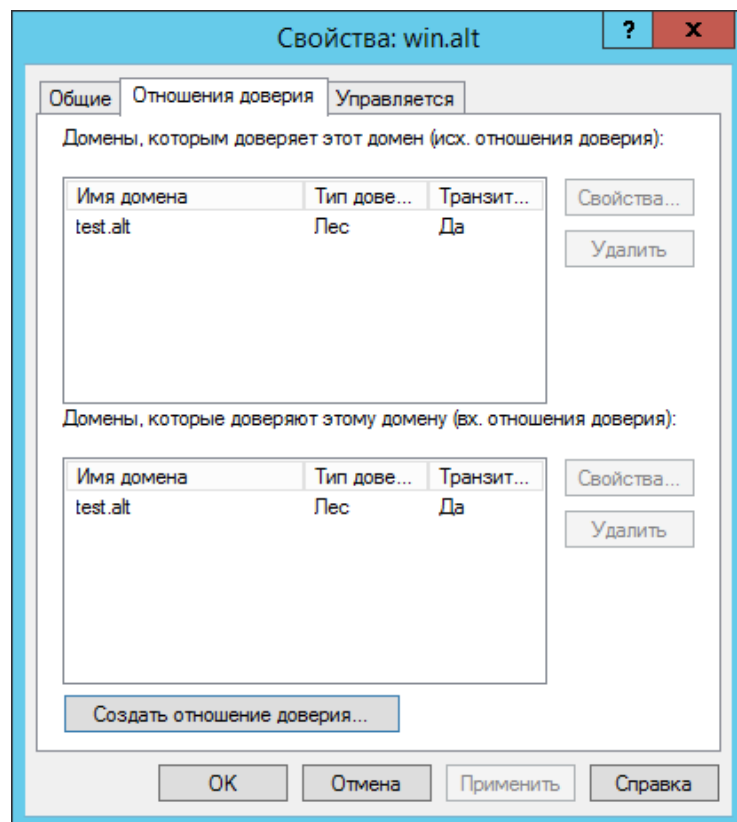 Свойства: win.alt
?
x
Общие Отношения доверия Управляется
Домены, которым доверяет этот домен (исх. отношения доверия):
Имя домена Тип дове... Транзит...
test.alt Лес Да
Свойства...
Удалить
Домены, которые доверяют этому домену (вх. отношения доверия):
Имя домена Тип дове... Транзит...
test.alt Лес Да
Свойства...
Удалить
Создать отношение доверия...
OK Отмена Применить Справка